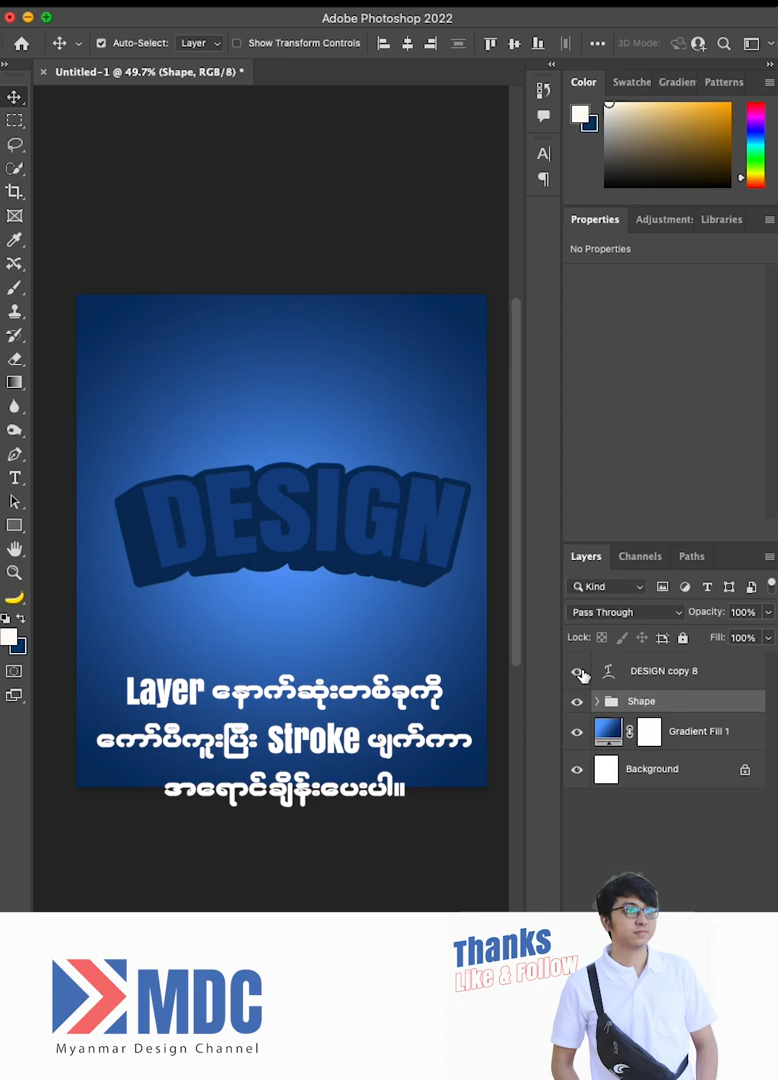 Adobe Photoshop 2022
Auto-Select: Layer Show Transform Controls ••• 3D Mode:
Untitled-1 @ 49.7% (Shape, RGB/8) *
Color Swatche Gradien Patterns
Properties Adjustments Libraries
No Properties
DESIGN
Layers Channels Paths
Kind
Pass Through Opacity: 100%
Lock: Fill: 100%
DESIGN copy 8
Shape
Gradient Fill 1
Background
Layer နောက်ဆုံးတစ်ခုကို
ကော်ပီကူးပြီး stroke ဖျက်ကာ
အရောင်ချိန်းပေးပါ။
Thanks
Like & Follow
MDC
Myanmar Design Channel